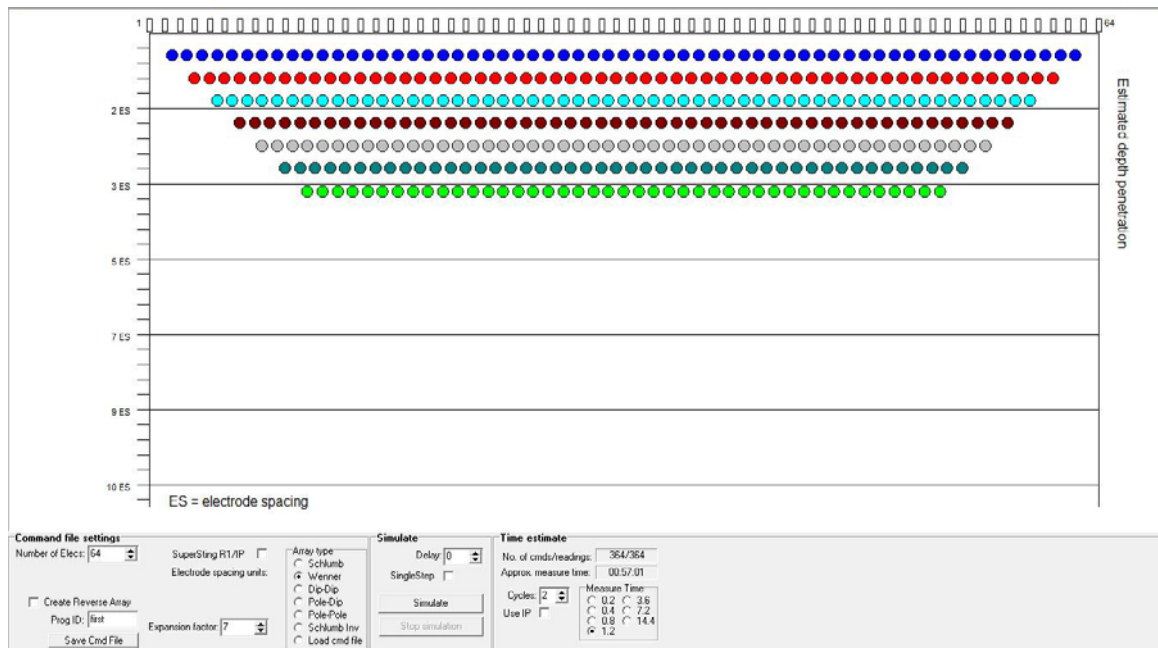 1
64
Estimated depth penetration
2 ES
3 ES
5 ES
7 ES
9 ES
10 ES
ES = electrode spacing
Command file settings
Number of Elecs: 64
SuperSting R1/IP
Electrode spacing units:
Create Reverse Array
Prog ID: first
Save Cmd File
Expansion factor: 7
Array type
Schlumb
Wenner
Dip-Dip
Pole-Dip
Pole-Pole
Schlumb Inv
Load cmd file
Simulate
Delay: 0
SingleStep
Simulate
Stop simulation
Time estimate
No. of cmds/readings: 364/364
Approx. measure time: 00:57:01
Cycles: 2
Use IP
Measure Time
0.2 3.6
0.4 7.2
0.8 14.4
1.2